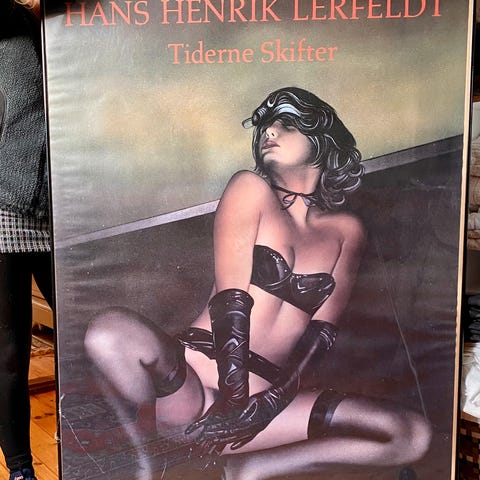 HANS HENRIK LERFELDT
Tiderne Skifter